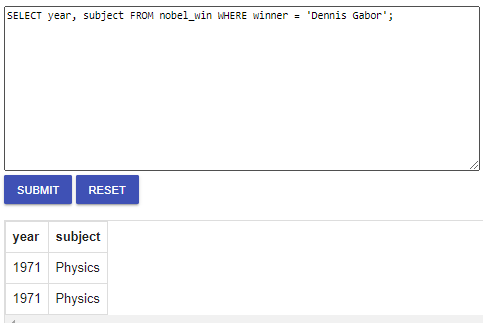 SELECT year, subject FROM nobel_win WHERE winner = 'Dennis Gabor';
SUBMIT RESET
year subject
1971 Physics
1971 Physics